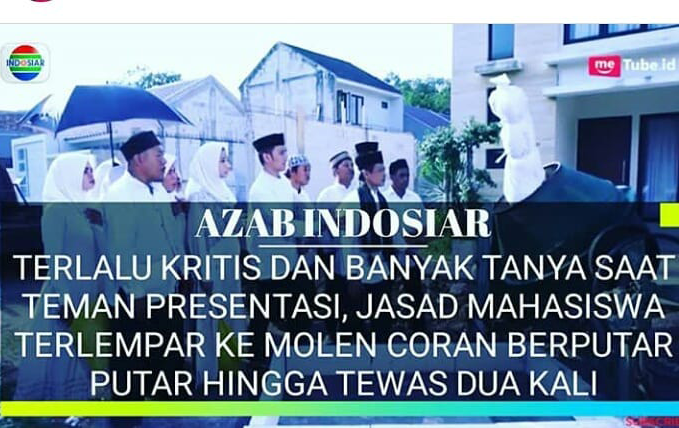 INDOSIAR
me Tube.id
AZAB INDOSIAR
TERLALU KRITIS DAN BANYAK TANYA SAAT
TEMAN PRESENTASI, JASAD MAHASISWA
TERLEMPAR KE MOLEN CORAN BERPUTAR
PUTAR HINGGA TEWAS DUA KALI